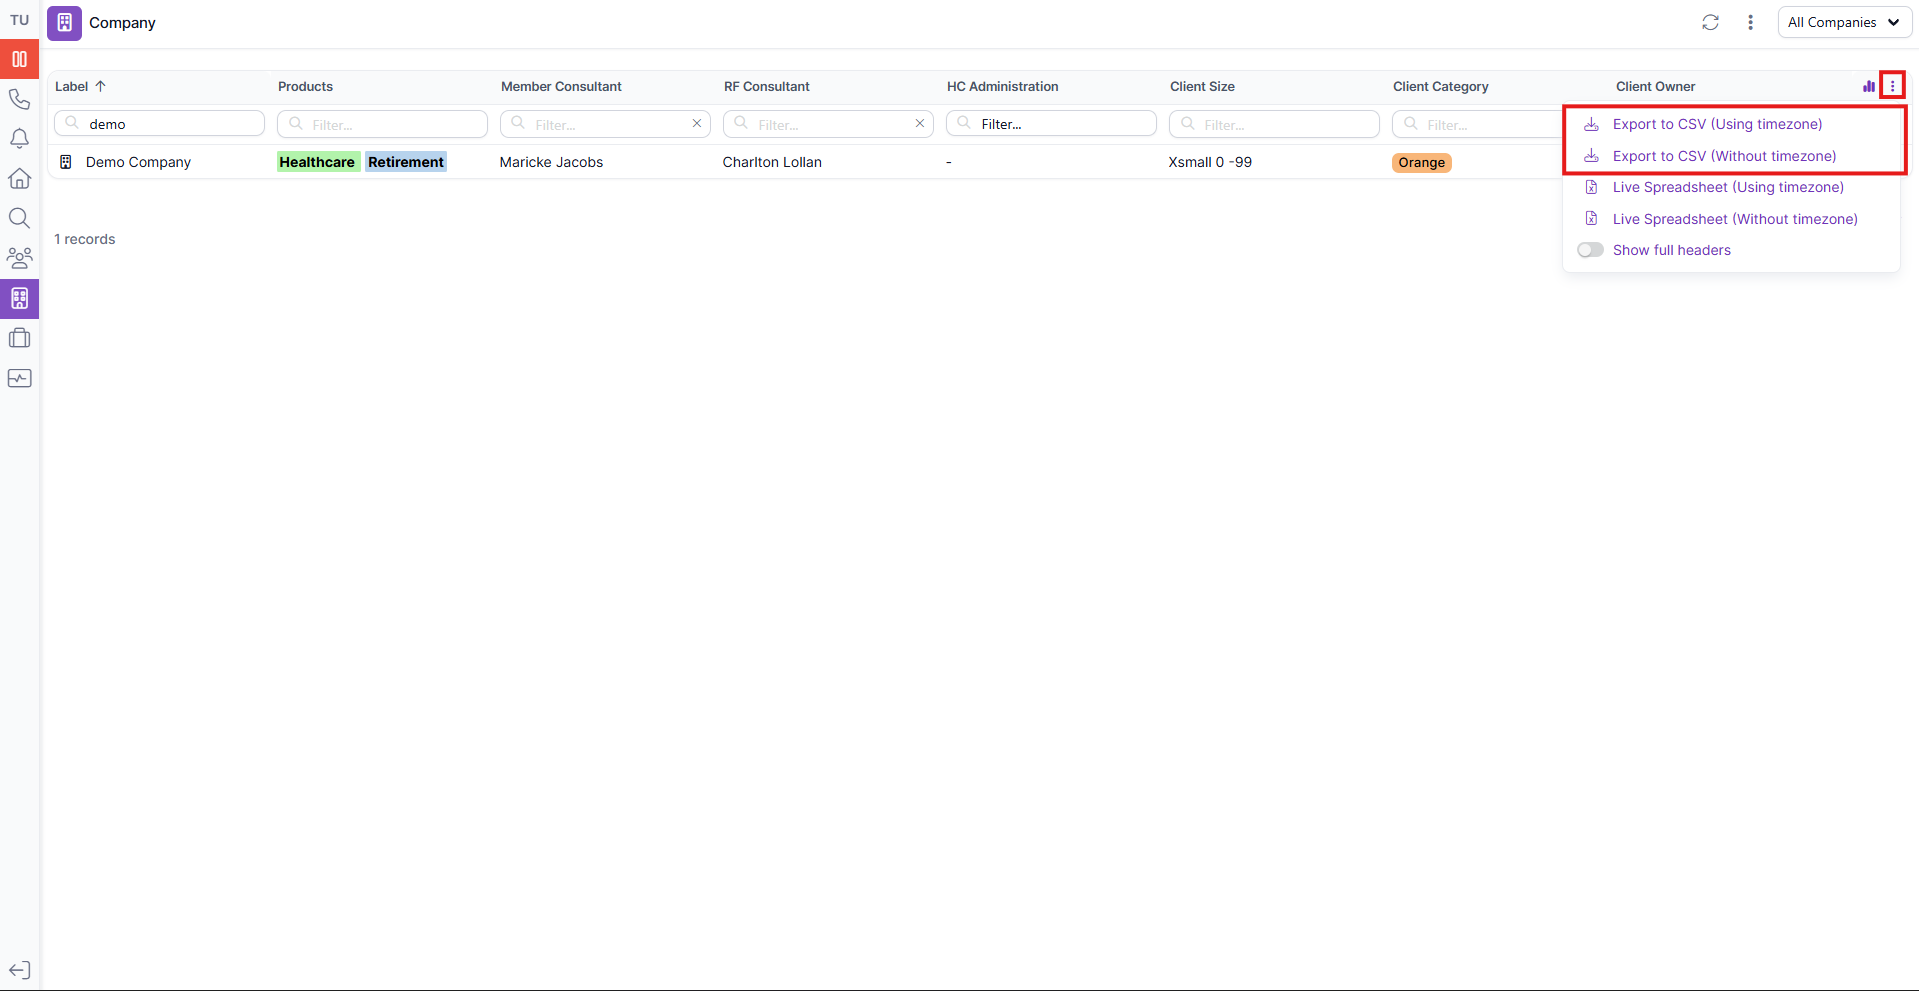 TU
Company
All Companies
Label Products Member Consultant RF Consultant HC Administration Client Size Client Category Client Owner
demo Filter... Filter... Filter... Filter... Filter... Filter...
Export to CSV (Using timezone)
Demo Company Healthcare Retirement Maricke Jacobs Charlton Lollan - Xsmall 0 -99 Orange
Export to CSV (Without timezone)
Live Spreadsheet (Using timezone)
Live Spreadsheet (Without timezone)
1 records
Show full headers